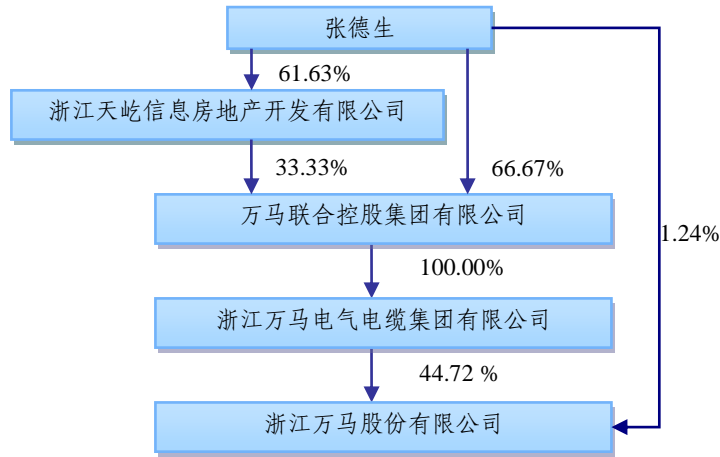 张德生
61.63%
浙江天屹信息房地产开发有限公司
33.33%
66.67%
万马联合控股集团有限公司
1.24%
100.00%
浙江万马电气电缆集团有限公司
44.72 %
浙江万马股份有限公司